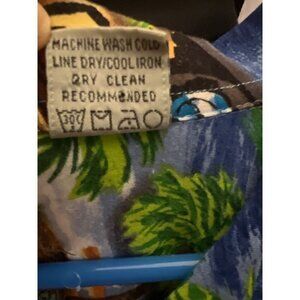 MACHINE WASH COLD
LINE DRY/COOL IRON
DRY CLEAN
RECOMMENDED